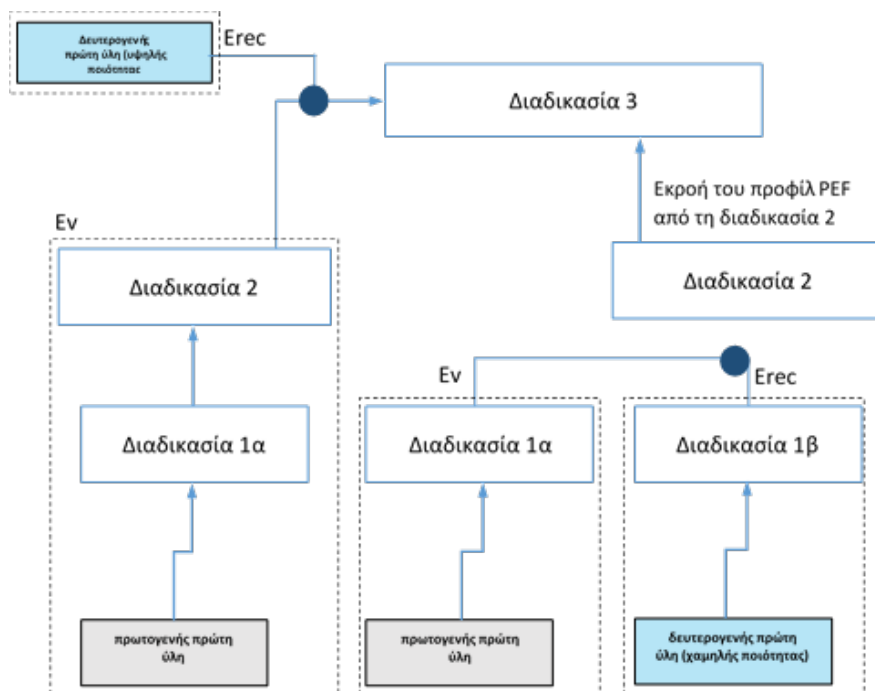 Δευτερογενής
πρώτη ύλη (υψηλής
ποιότητας
Erec
Διαδικασία 3
Εκροή του προφίλ PEF
από τη διαδικασία 2
Ev
Διαδικασία 2
Διαδικασία 2
Ev
Erec
Διαδικασία 1α
Διαδικασία 1α
Διαδικασία 1β
πρωτογενής πρώτη
ύλη
πρωτογενής πρώτη
ύλη
δευτερογενής πρώτη
ύλη (χαμηλής ποιότητας)